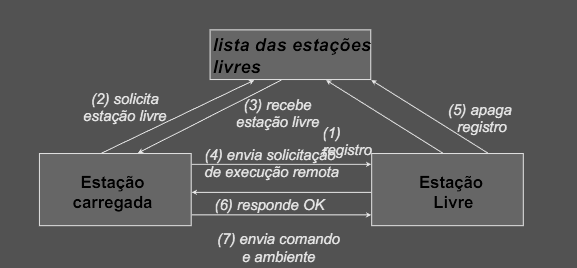 lista das estações
livres
(2) solicita
estação livre
(3) recebe
estação livre
(5) apaga
registro
(1)
registro
(4) envia solicitação
de execução remota
Estação
carregada
Estação
Livre
(6) responde OK
(7) envia comando
e ambiente